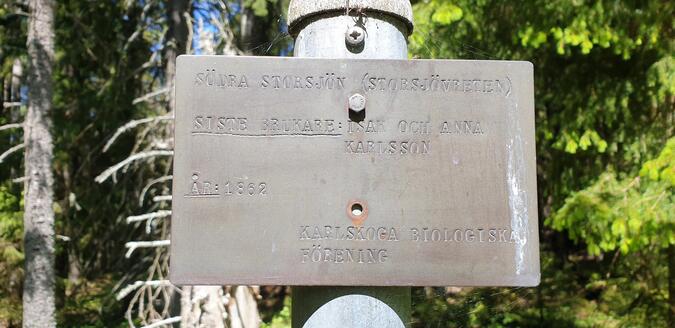 SÖDRA STORSJÖN (STORSJÖVRETEN)
SISTE BRUKARE: ISAK OCH ANNA
KARLSSON
ÅR: 1862
KARLSKOGA BIOLOGISKA
FÖRENING